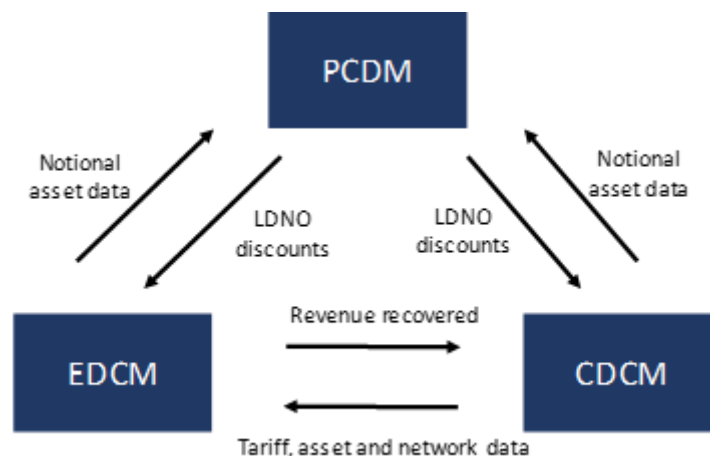 PCDM
Notional
asset data
Notional
asset data
LDNO
discounts
LDNO
discounts
Revenue recovered
EDCM
CDCM
Tariff, asset and network data